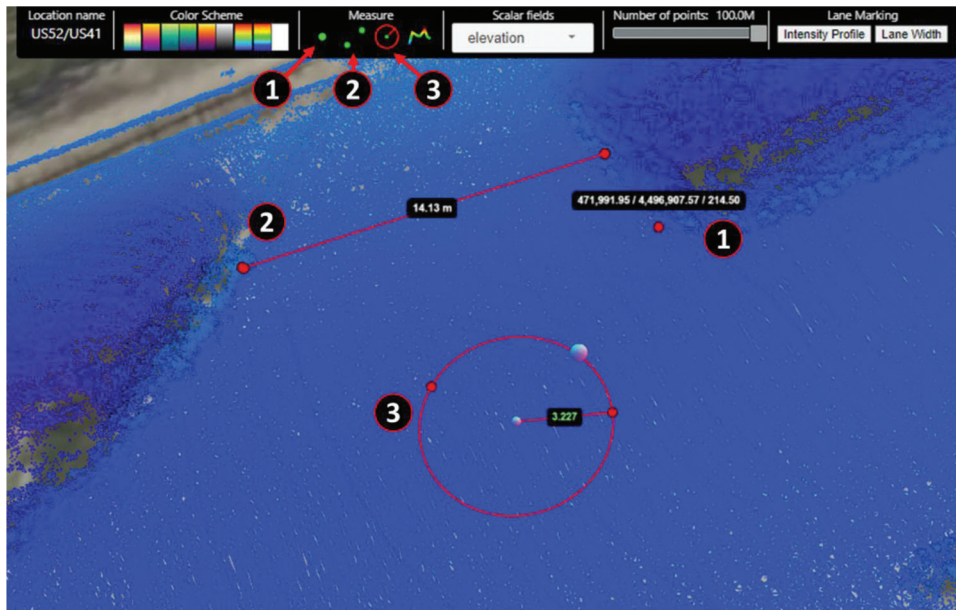 Location name
US52/US41
Color Scheme
Measure
Scalar fields
elevation
Number of points: 100.0M
Lane Marking
Intensity Profile
Lane Width
1
2
3
14.13 m
471,991.95 / 4,496,907.57 / 214.50
2
1
3
3.227